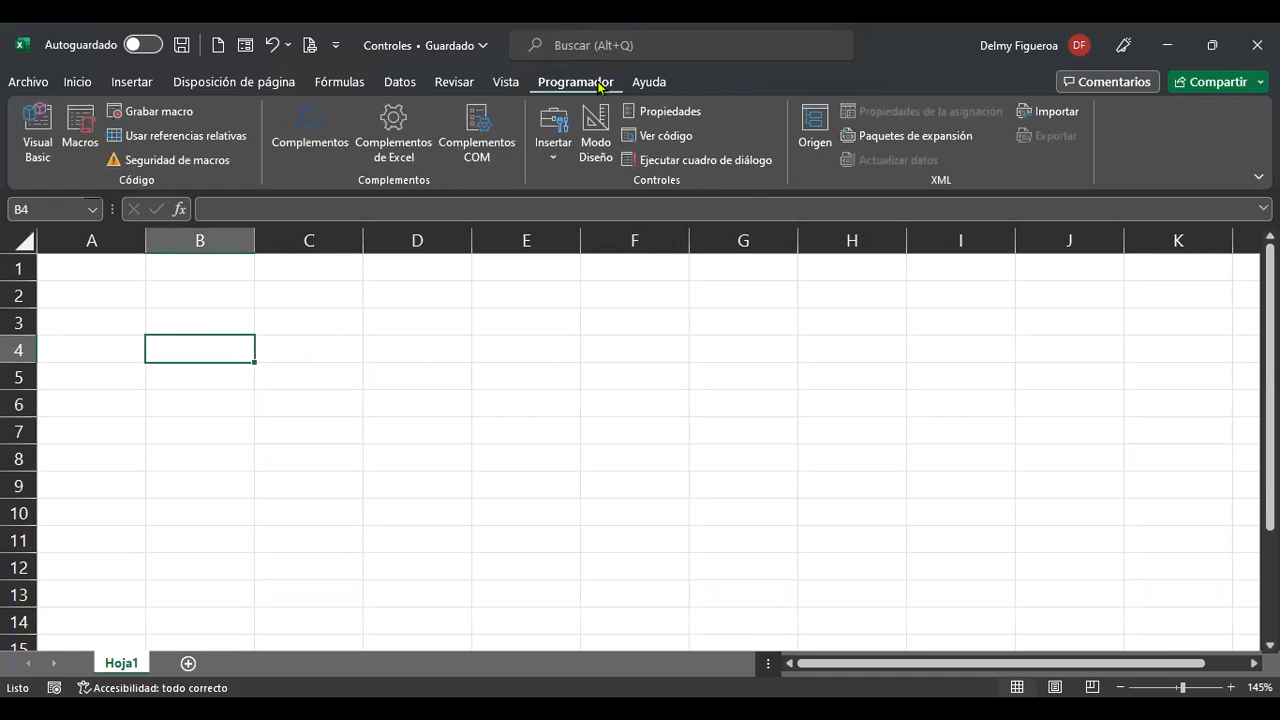 Autoguardado Controles • Guardado Buscar (Alt+Q) Delmy Figueroa DF
Archivo Inicio Insertar Disposición de página Fórmulas Datos Revisar Vista Programador Ayuda Comentarios Compartir
Visual Basic
Macros
Grabar macro
Usar referencias relativas
Seguridad de macros
Código
Complementos
Complementos de Excel
Complementos COM
Complementos
Insertar
Modo Diseño
Propiedades
Ver código
Ejecutar cuadro de diálogo
Controles
Origen
Propiedades de la asignación
Paquetes de expansión
Actualizar datos
Importar
Exportar
XML
B4 fx
A B C D E F G H I J K
1
2
3
4
5
6
7
8
9
10
11
12
13
14
15
Hoja1
Listo Accesibilidad: todo correcto 145%